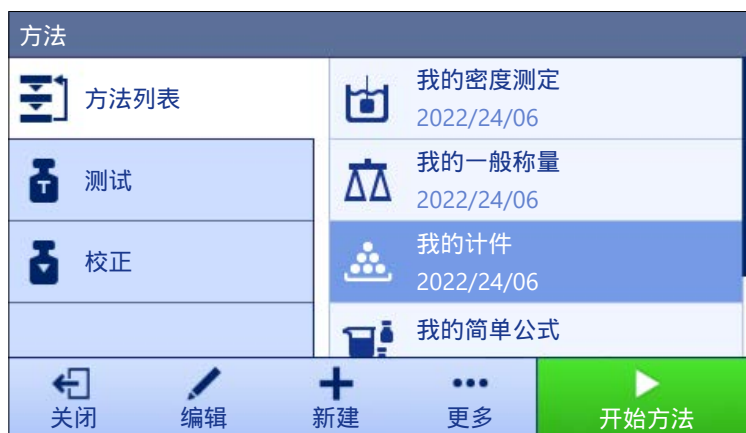 方法
方法列表
测试
校正
我的密度测定
2022/24/06
我的一般称量
2022/24/06
我的计件
2022/24/06
我的简单公式
关闭
编辑
新建
更多
开始方法